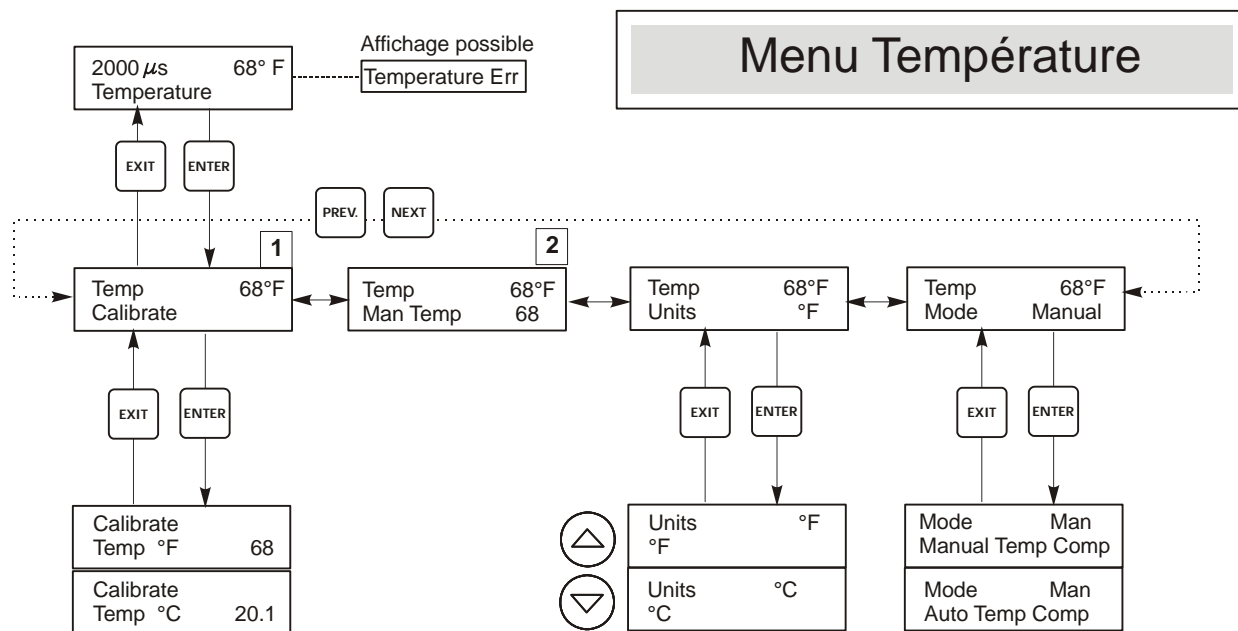 Menu Température
Affichage possible
2000 µs 68° F
Temperature
Temperature Err
EXIT ENTER
PREV. NEXT
1 2
Temp 68°F
Calibrate
Temp 68°F
Man Temp 68
Temp 68°F
Units °F
Temp 68°F
Mode Manual
EXIT ENTER
EXIT ENTER
EXIT ENTER
Calibrate
Temp °F 68
Calibrate
Temp °C 20.1
Units °F
°F
Units °C
°C
Mode Man
Manual Temp Comp
Mode Man
Auto Temp Comp